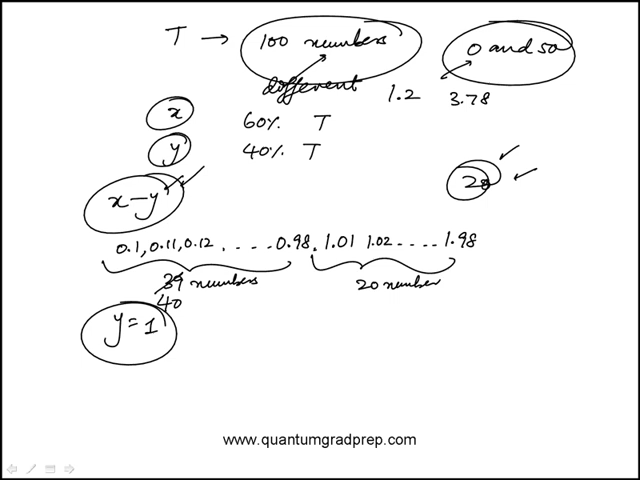 T → 100 numbers 0 and 50
different 1.2 3.78
x 60% T
y 40% T
x - y 20
0.1, 0.11, 0.12 . . . . . 0.98 . 1.01 1.02 . . . . . 1.98
39 numbers 20 number
40
y = 1
www.quantumgradprep.com